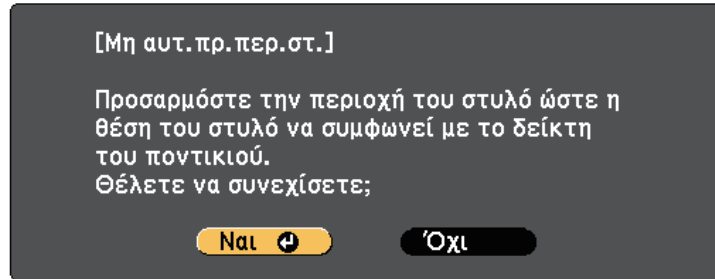 [Μη αυτ.πρ.περ.στ.]
Προσαρμόστε την περιοχή του στυλό ώστε η
θέση του στυλό να συμφωνεί με το δείκτη
του ποντικιού.
Θέλετε να συνεχίσετε;
Ναι Όχι